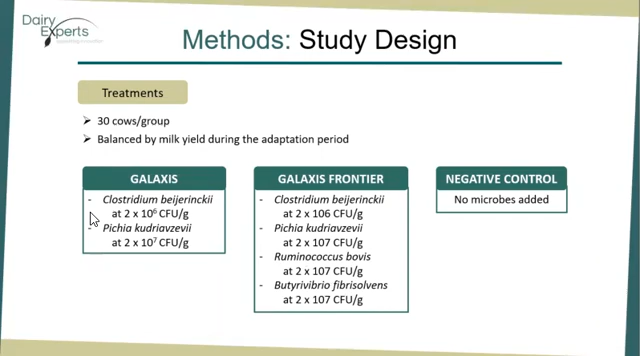 Dairy
Experts
Methods: Study Design
Treatments
➤ 30 cows/group
➤ Balanced by milk yield during the adaptation period
GALAXIS
- Clostridium beijerinckii
at 2 x 10⁶ CFU/g
- Pichia kudriavzevii
at 2 x 10⁷ CFU/g
GALAXIS FRONTIER
- Clostridium beijerinckii
at 2 x 106 CFU/g
- Pichia kudriavzevii
at 2 x 107 CFU/g
- Ruminococcus bovis
at 2 x 107 CFU/g
- Butyrivibrio fibrisolvens
at 2 x 107 CFU/g
NEGATIVE CONTROL
No microbes added